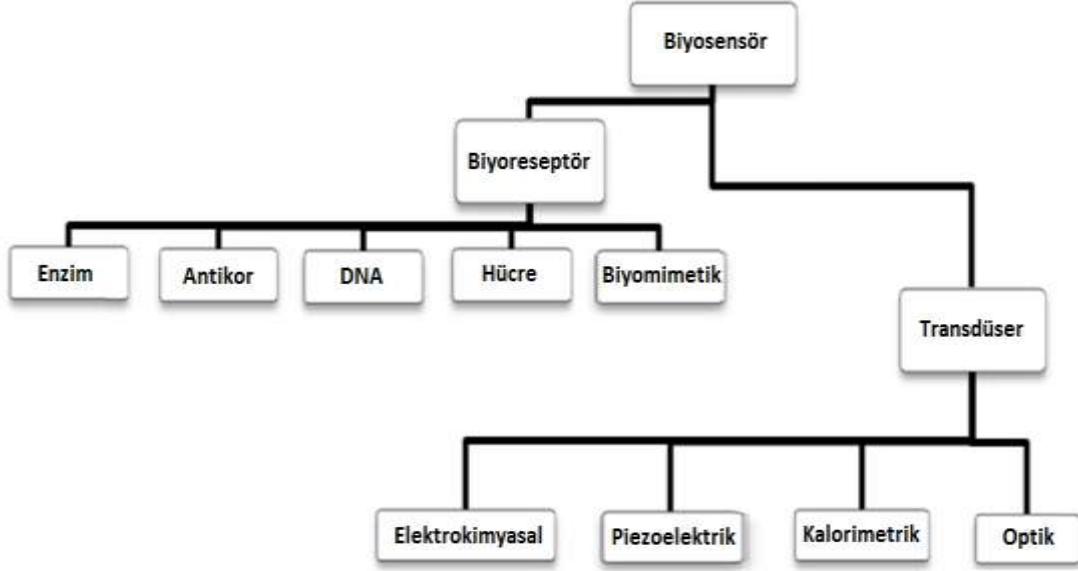 Biyosensör
Biyoreseptör
Enzim
Antikor
DNA
Hücre
Biyomimetik
Transdüser
Elektrokimyasal
Piezoelektrik
Kalorimetrik
Optik